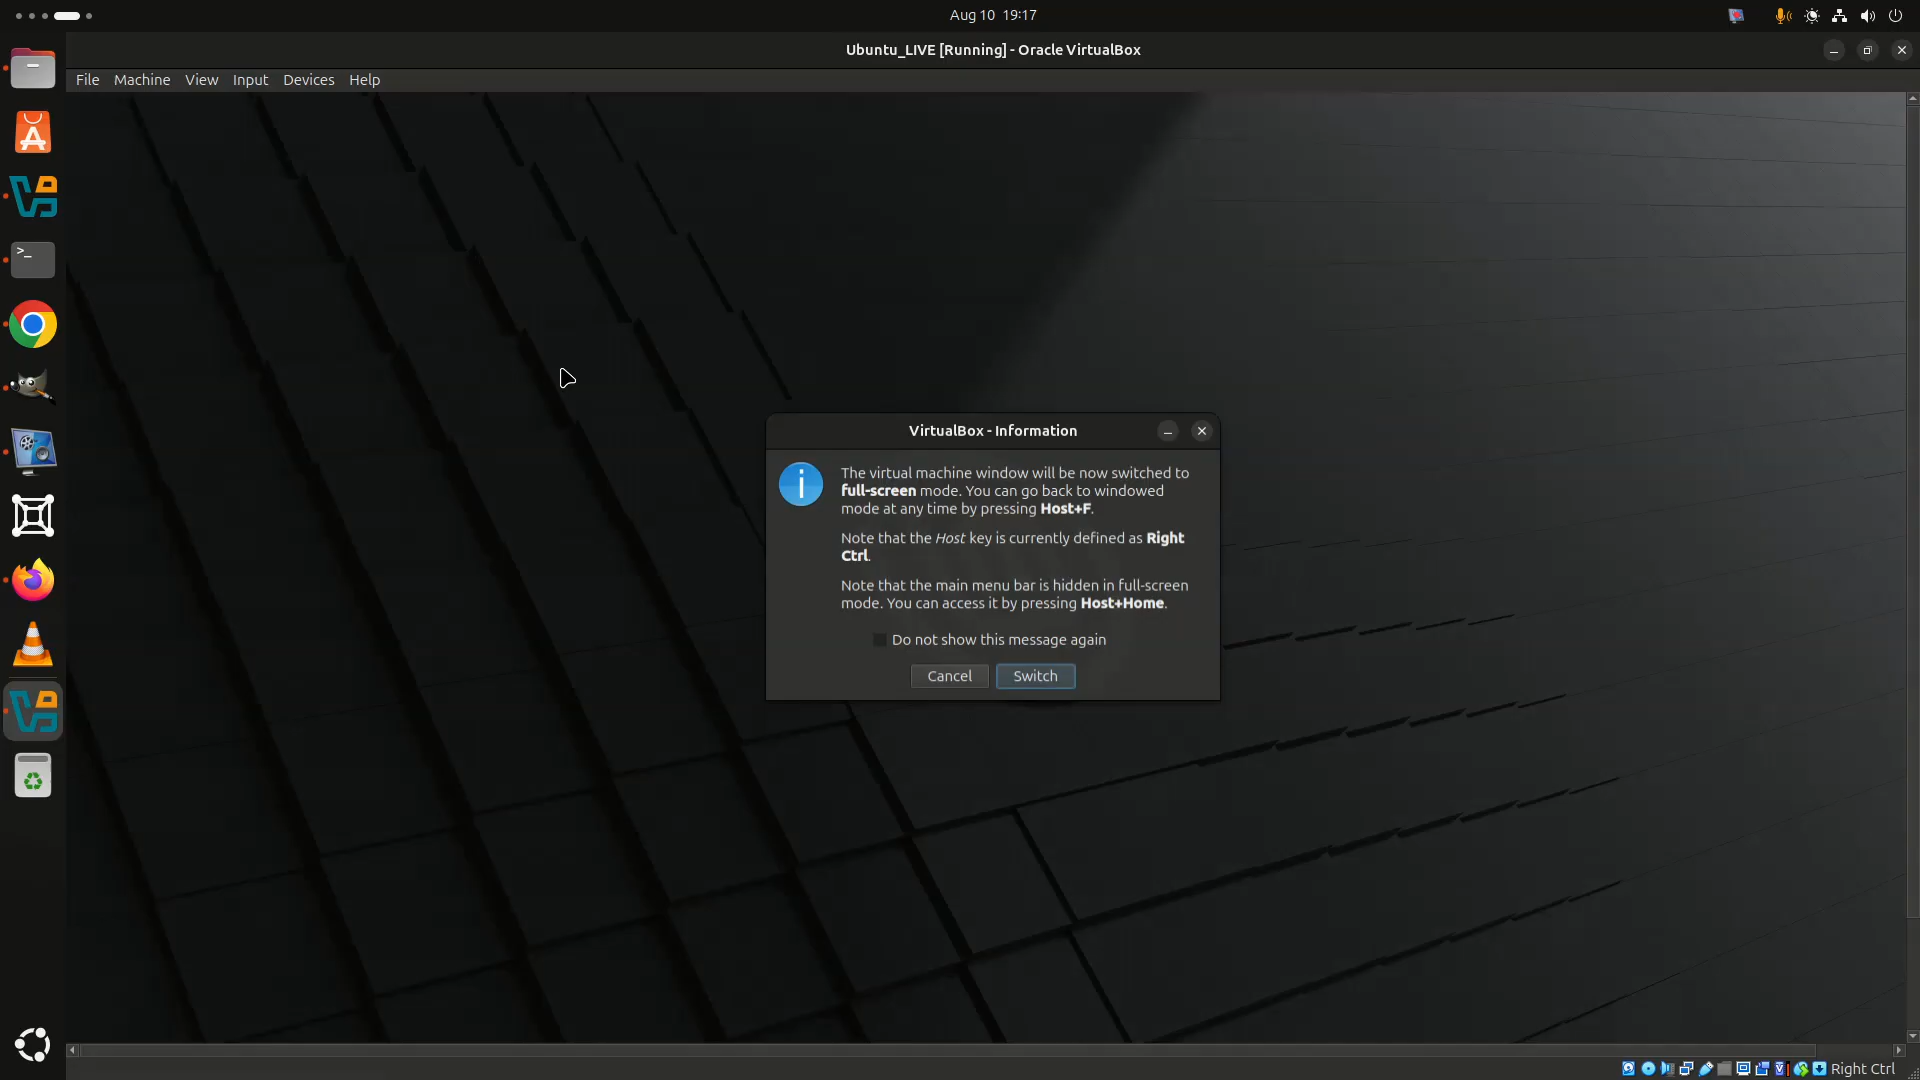 Aug 10 19:17
Ubuntu_LIVE [Running] - Oracle VirtualBox
File Machine View Input Devices Help
VirtualBox - Information
The virtual machine window will be now switched to
full-screen mode. You can go back to windowed
mode at any time by pressing Host+F.
Note that the Host key is currently defined as Right
Ctrl.
Note that the main menu bar is hidden in full-screen
mode. You can access it by pressing Host+Home.
Do not show this message again
Cancel Switch
Right Ctrl